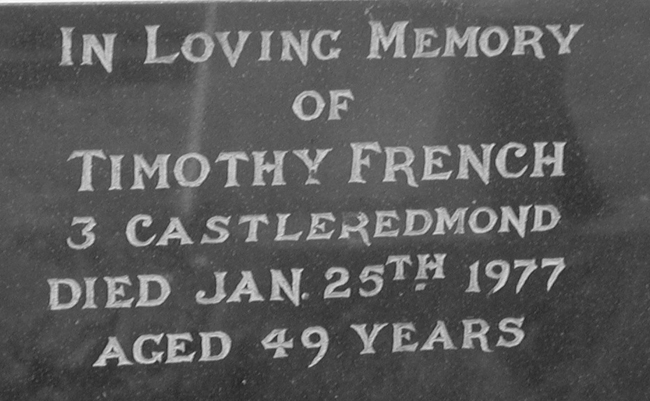 IN LOVING MEMORY
OF
TIMOTHY FRENCH
3 CASTLEREDMOND
DIED JAN. 25TH 1977
AGED 49 YEARS